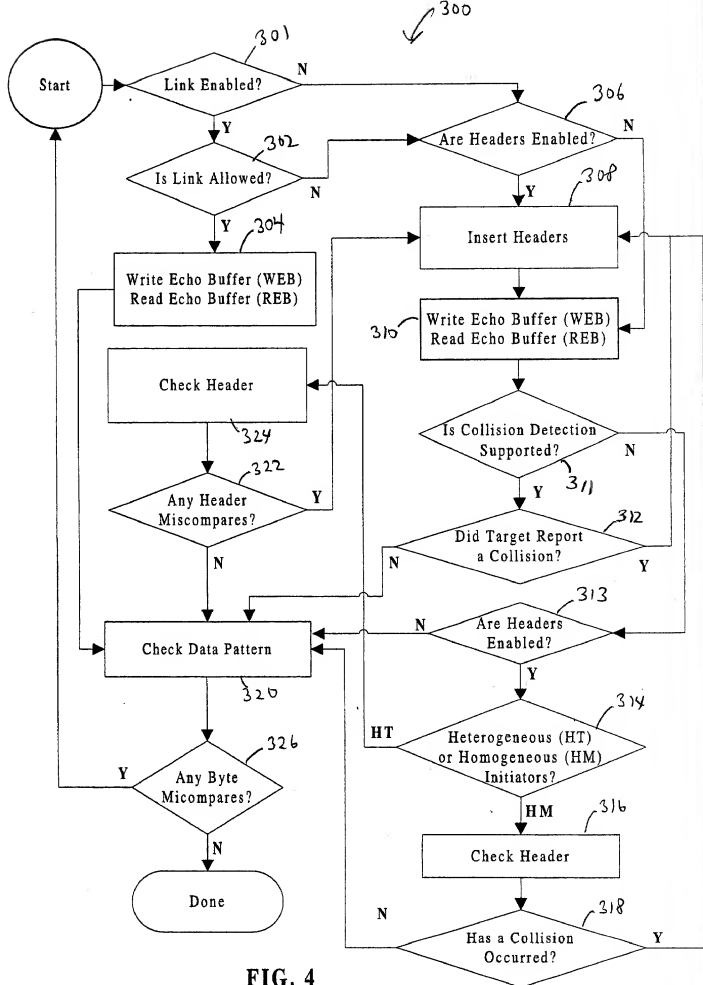 300
301
Start
Link Enabled?
N
306
Y
302
Are Headers Enabled?
N
Is Link Allowed?
N
Y
308
Y
304
Insert Headers
Write Echo Buffer (WEB)
Read Echo Buffer (REB)
310
Write Echo Buffer (WEB)
Read Echo Buffer (REB)
Check Header
324
Is Collision Detection
Supported?
N
311
322
Any Header
Miscompares?
Y
Y
312
Did Target Report
a Collision?
N
N
Y
313
Are Headers
Enabled?
N
Check Data Pattern
320
Y
314
HT
Heterogeneous (HT)
or Homogeneous (HM)
Initiators?
326
Y
Any Byte
Micompares?
HM
316
N
Check Header
Done
N
318
Has a Collision
Occurred?
Y
FIG. 4